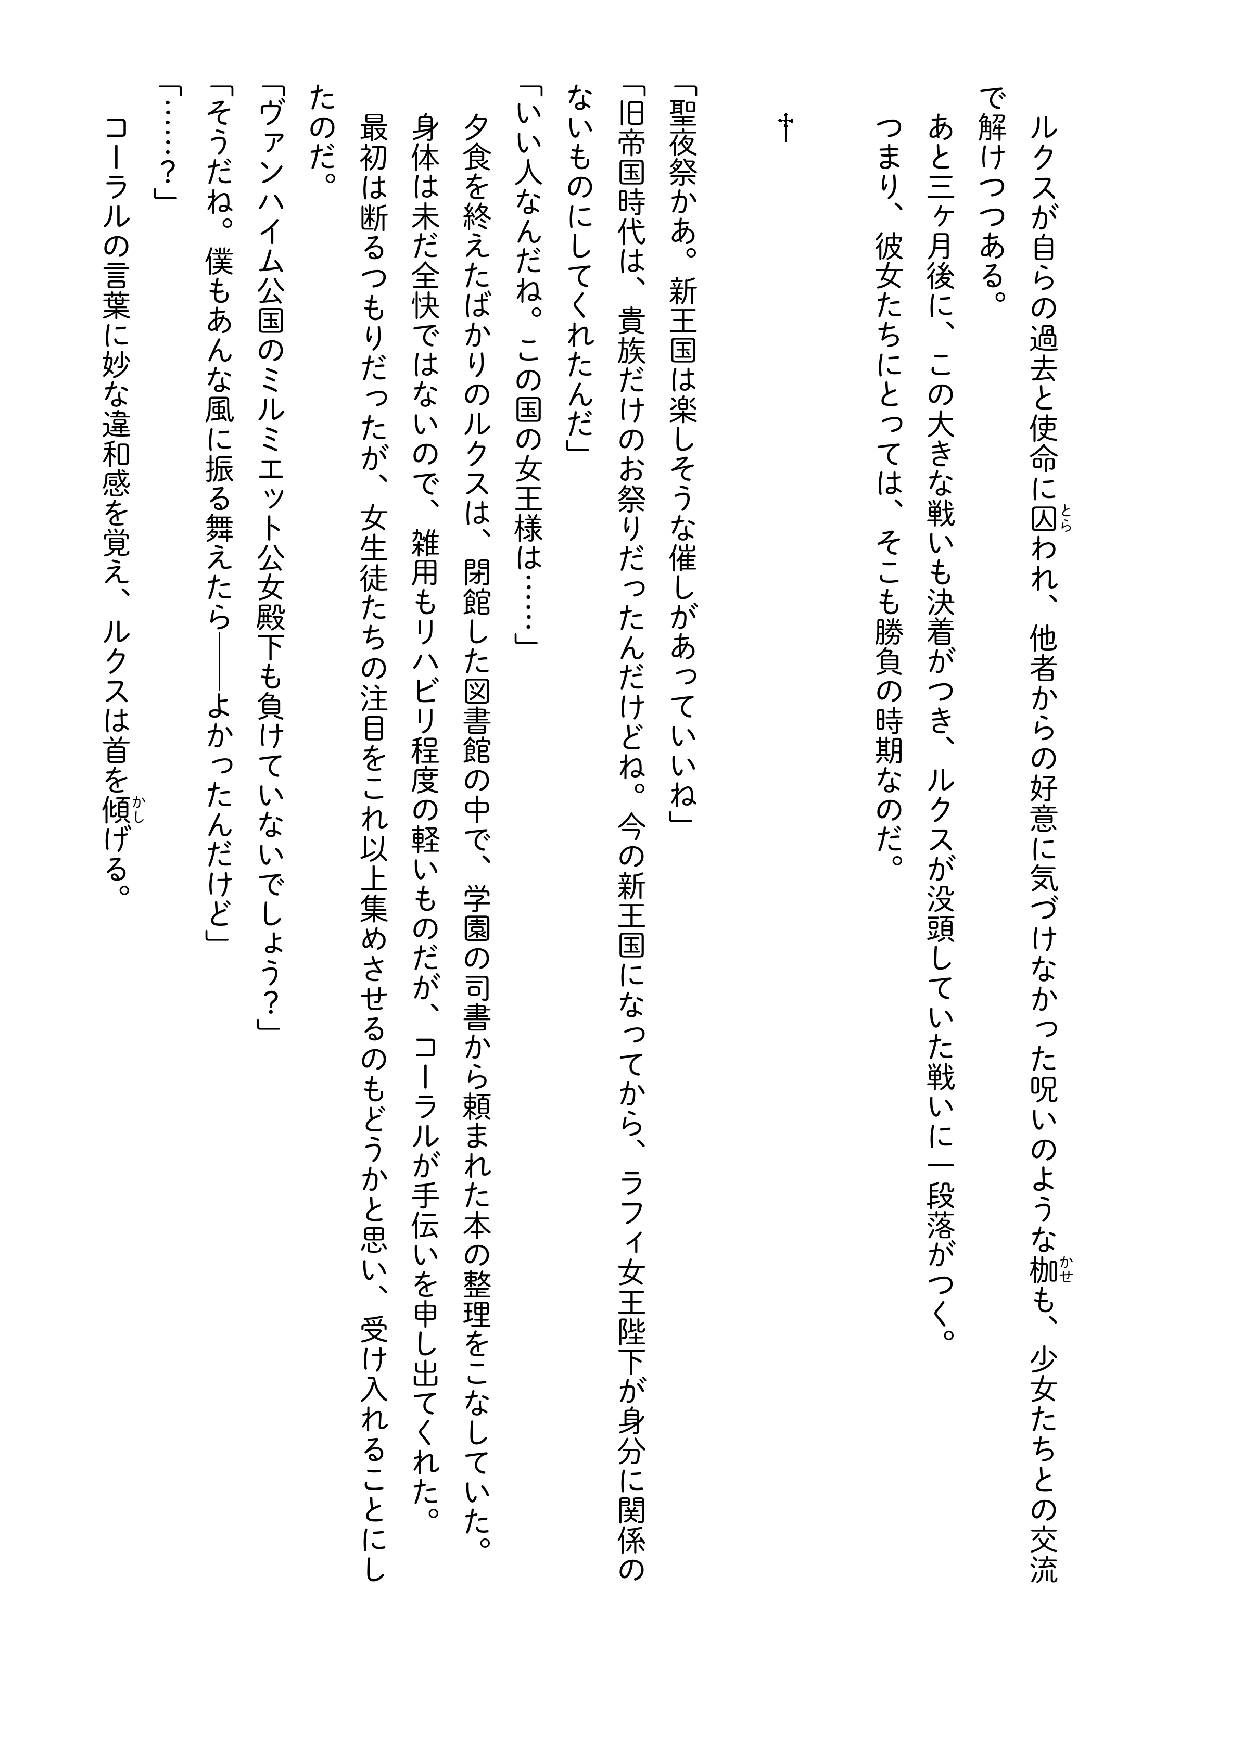 ルクスが自らの過去と使命に囚われ、他者からの好意に気づけなかった呪いのような枷も、少女たちとの交流
で解けつつある。
あと三ヶ月後に、この大きな戦いも決着がつき、ルクスが没頭していた戦いに一段落がつく。
つまり、彼女たちにとっては、そこも勝負の時期なのだ。
†
「聖夜祭かあ。新王国は楽しそうな催しがあっていいね」
「旧帝国時代は、貴族だけのお祭りだったんだけどね。今の新王国になってから、ラフィ女王陛下が身分に関係の
ないものにしてくれたんだ」
「いい人なんだね。この国の女王様は……」
夕食を終えたばかりのルクスは、閉館した図書館の中で、学園の司書から頼まれた本の整理をこなしていた。
身体は未だ全快ではないので、雑用もリハビリ程度の軽いものだが、コーラルが手伝いを申し出てくれた。
最初は断るつもりだったが、女生徒たちの注目をこれ以上集めさせるのもどうかと思い、受け入れることにし
たのだ。
「ヴァンハイム公国のミルミエット公女殿下も負けていないでしょう？」
「そうだね。僕もあんな風に振る舞えたら――よかったんだけど」
「……？」
コーラルの言葉に妙な違和感を覚え、ルクスは首を傾げる。